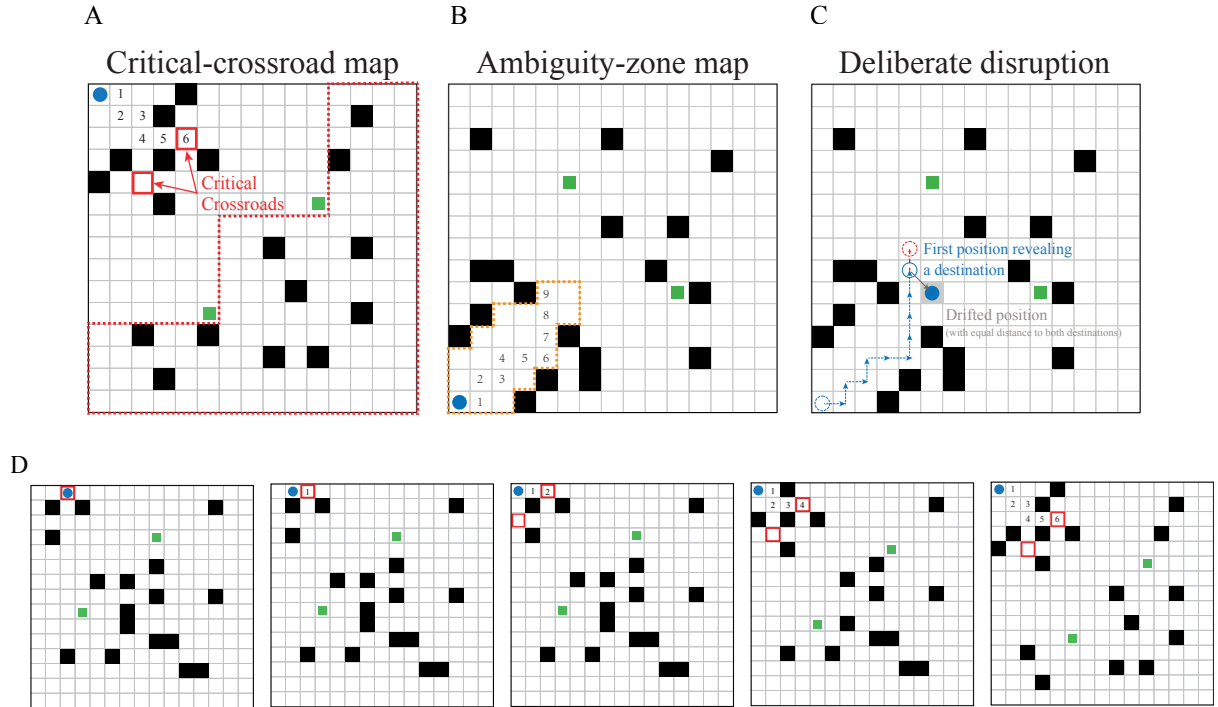 A
B
C
Critical-crossroad map
Ambiguity-zone map
Deliberate disruption
1
2 3
4 5 6
Critical
Crossroads
9
8
7
4 5 6
2 3
1
First position revealing
a destination
Drifted position
(with equal distance to both destinations)
D
1
1 2
1
2 3 4
1
2 3
4 5 6